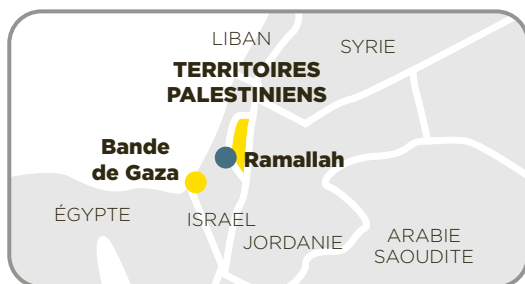 LIBAN
SYRIE
TERRITOIRES
PALESTINIENS
Bande
de Gaza
Ramallah
ÉGYPTE
ISRAEL
JORDANIE
ARABIE
SAOUDITE